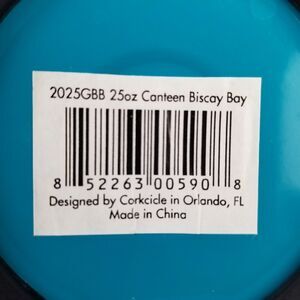 2025GBB 25oz Canteen Biscay Bay
8 52263 00590 8
Designed by Corkcicle in Orlando, FL
Made in China